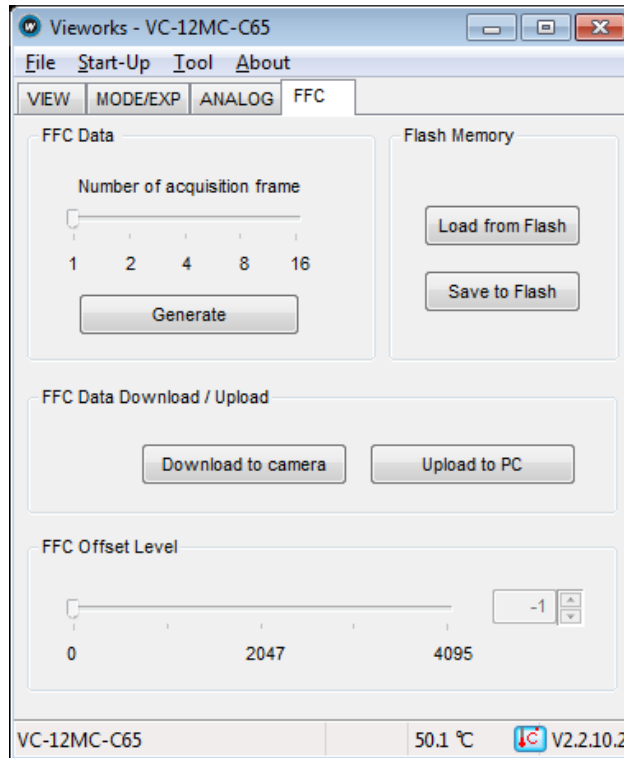 Vieworks - VC-12MC-C65
File Start-Up Tool About
VIEW MODE/EXP ANALOG FFC
FFC Data
Number of acquisition frame
1 2 4 8 16
Generate
Flash Memory
Load from Flash
Save to Flash
FFC Data Download / Upload
Download to camera Upload to PC
FFC Offset Level
-1
0 2047 4095
VC-12MC-C65 50.1 ℃ V2.2.10.2